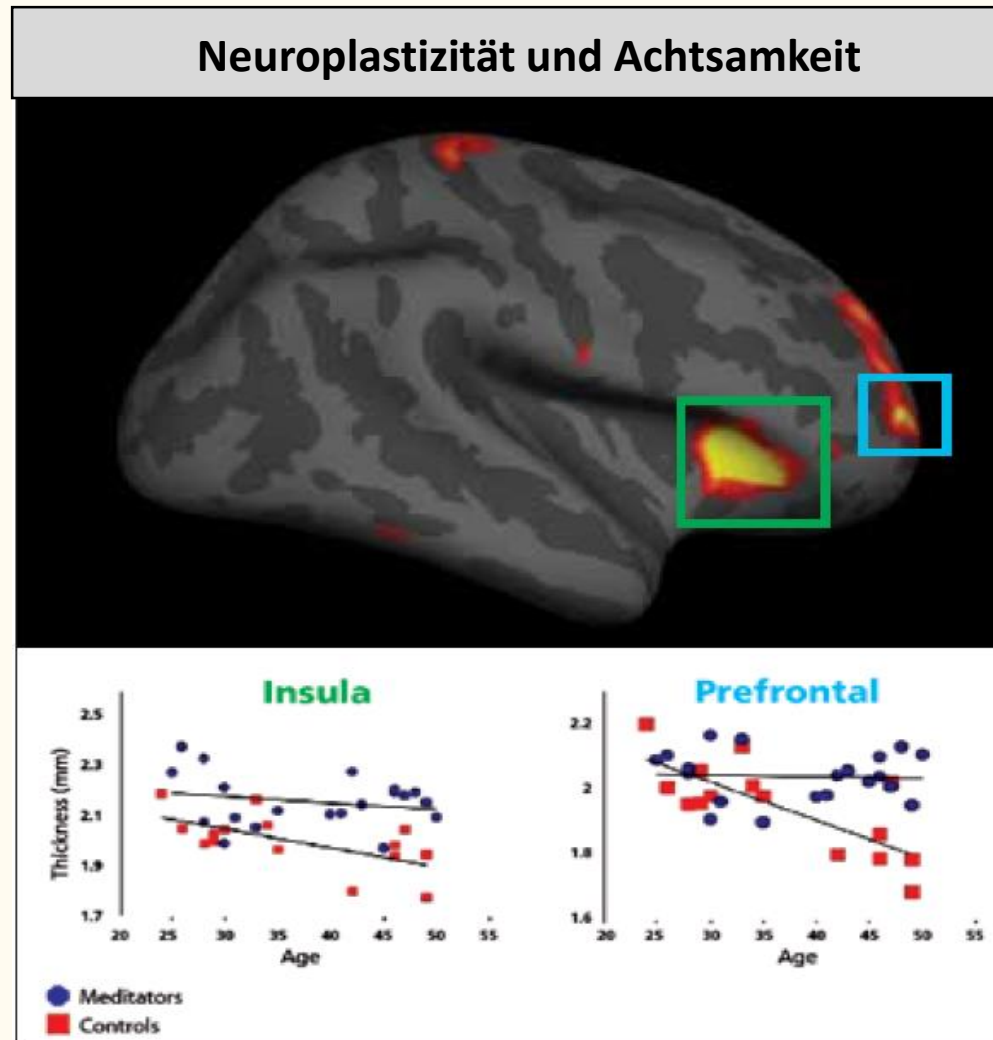 Neuroplastizität und Achtsamkeit
Insula
Prefrontal
Thickness (mm)
2.5
2.3
2.1
1.9
1.7
20 25 30 35 40 45 50 55
Age
2.2
2
1.8
1.6
20 25 30 35 40 45 50 55
Age
Meditators
Controls